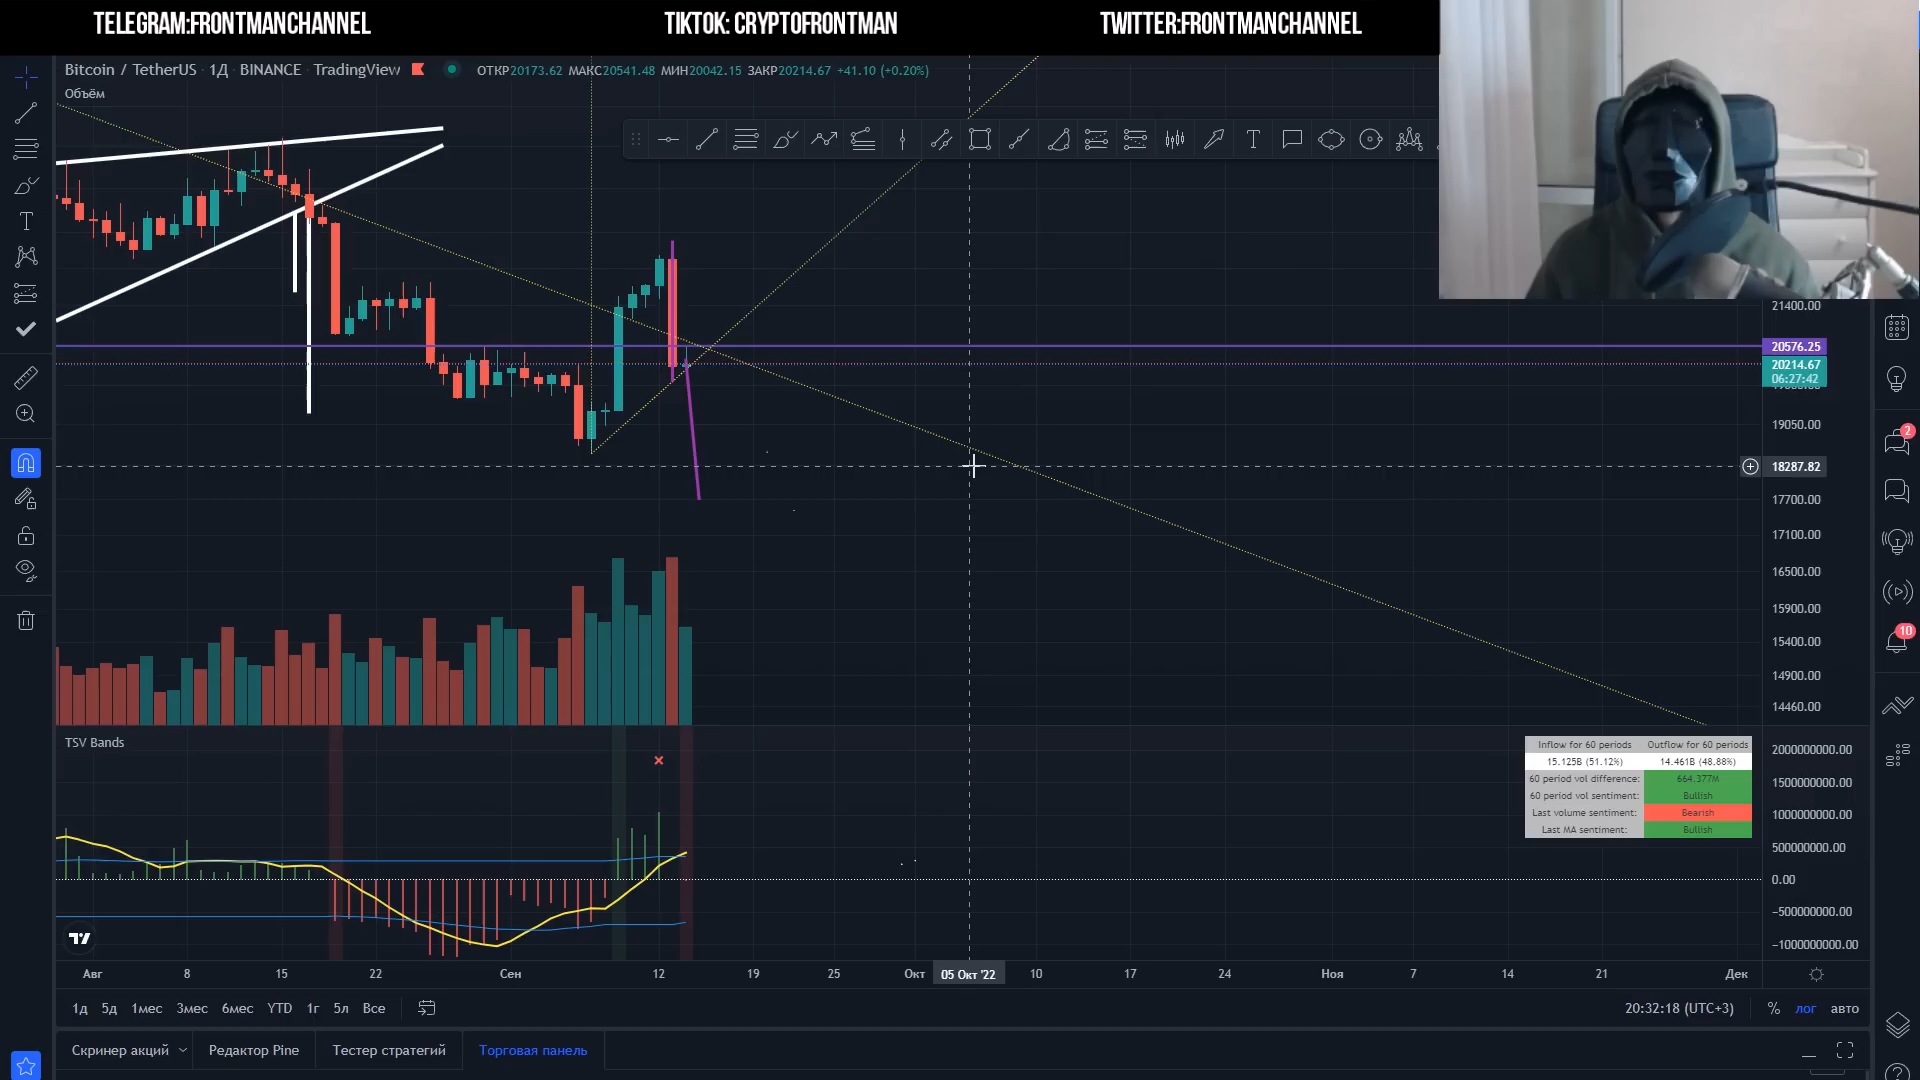 TELEGRAM:FRONTMANCHANNEL
TIKTOK: CRYPTOFRONTMAN
TWITTER:FRONTMANCHANNEL
Bitcoin / TetherUS · 1Д · BINANCE · TradingView
ОТКР20173.62 МАКС20541.48 МИН20042.15 ЗАКР20214.67 +41.10 (+0.20%)
Объём
21400.00
20576.25
20214.67
06:27:42
19050.00
18287.82
17700.00
17100.00
16500.00
15900.00
15400.00
14900.00
14460.00
2
10
TSV Bands
Inflow for 60 periods Outflow for 60 periods
15.125B (51.12%) 14.461B (48.88%)
60 period vol difference: 664.377M
60 period vol sentiment: Bullish
Last volume sentiment: Bearish
Last MA sentiment: Bullish
2000000000.00
1500000000.00
1000000000.00
500000000.00
0.00
−500000000.00
−1000000000.00
Авг 8 15 22 Сен 12 19 25 Окт 05 Окт '22 10 17 24 Ноя 7 14 21 Дек
1д 5д 1мес 3мес 6мес YTD 1г 5л Все
20:32:18 (UTC+3) % лог авто
Скринер акций Редактор Pine Тестер стратегий Торговая панель